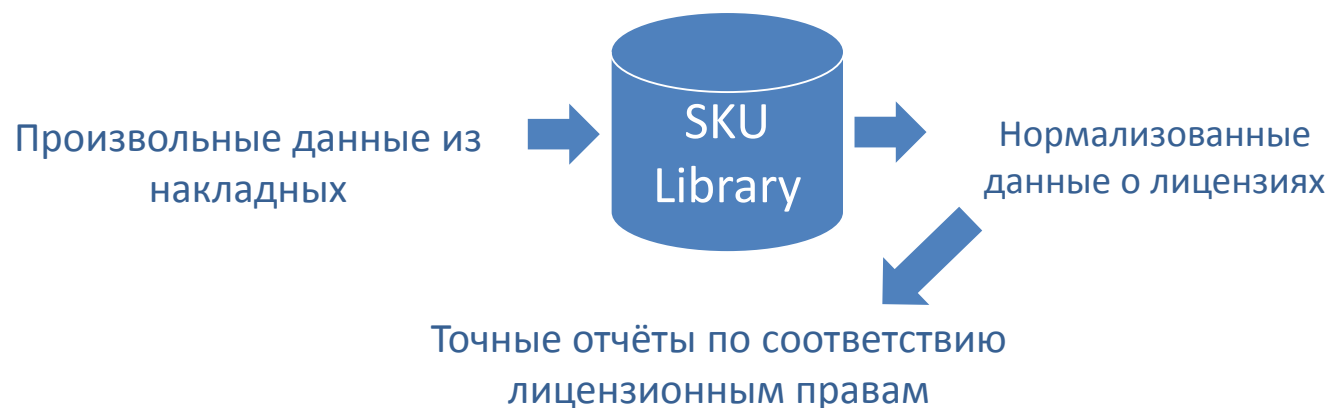 Произвольные данные из
накладных
SKU
Library
Нормализованные
данные о лицензиях
Точные отчёты по соответствию
лицензионным правам